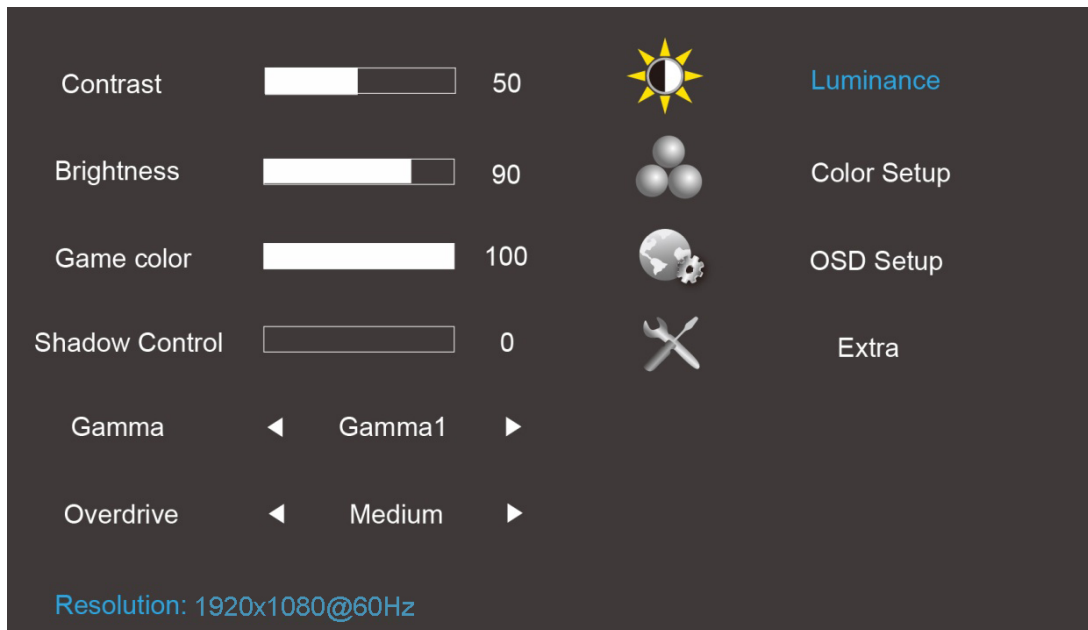 Contrast 50 Luminance
Brightness 90 Color Setup
Game color 100 OSD Setup
Shadow Control 0 Extra
Gamma Gamma1
Overdrive Medium
Resolution: 1920x1080@60Hz